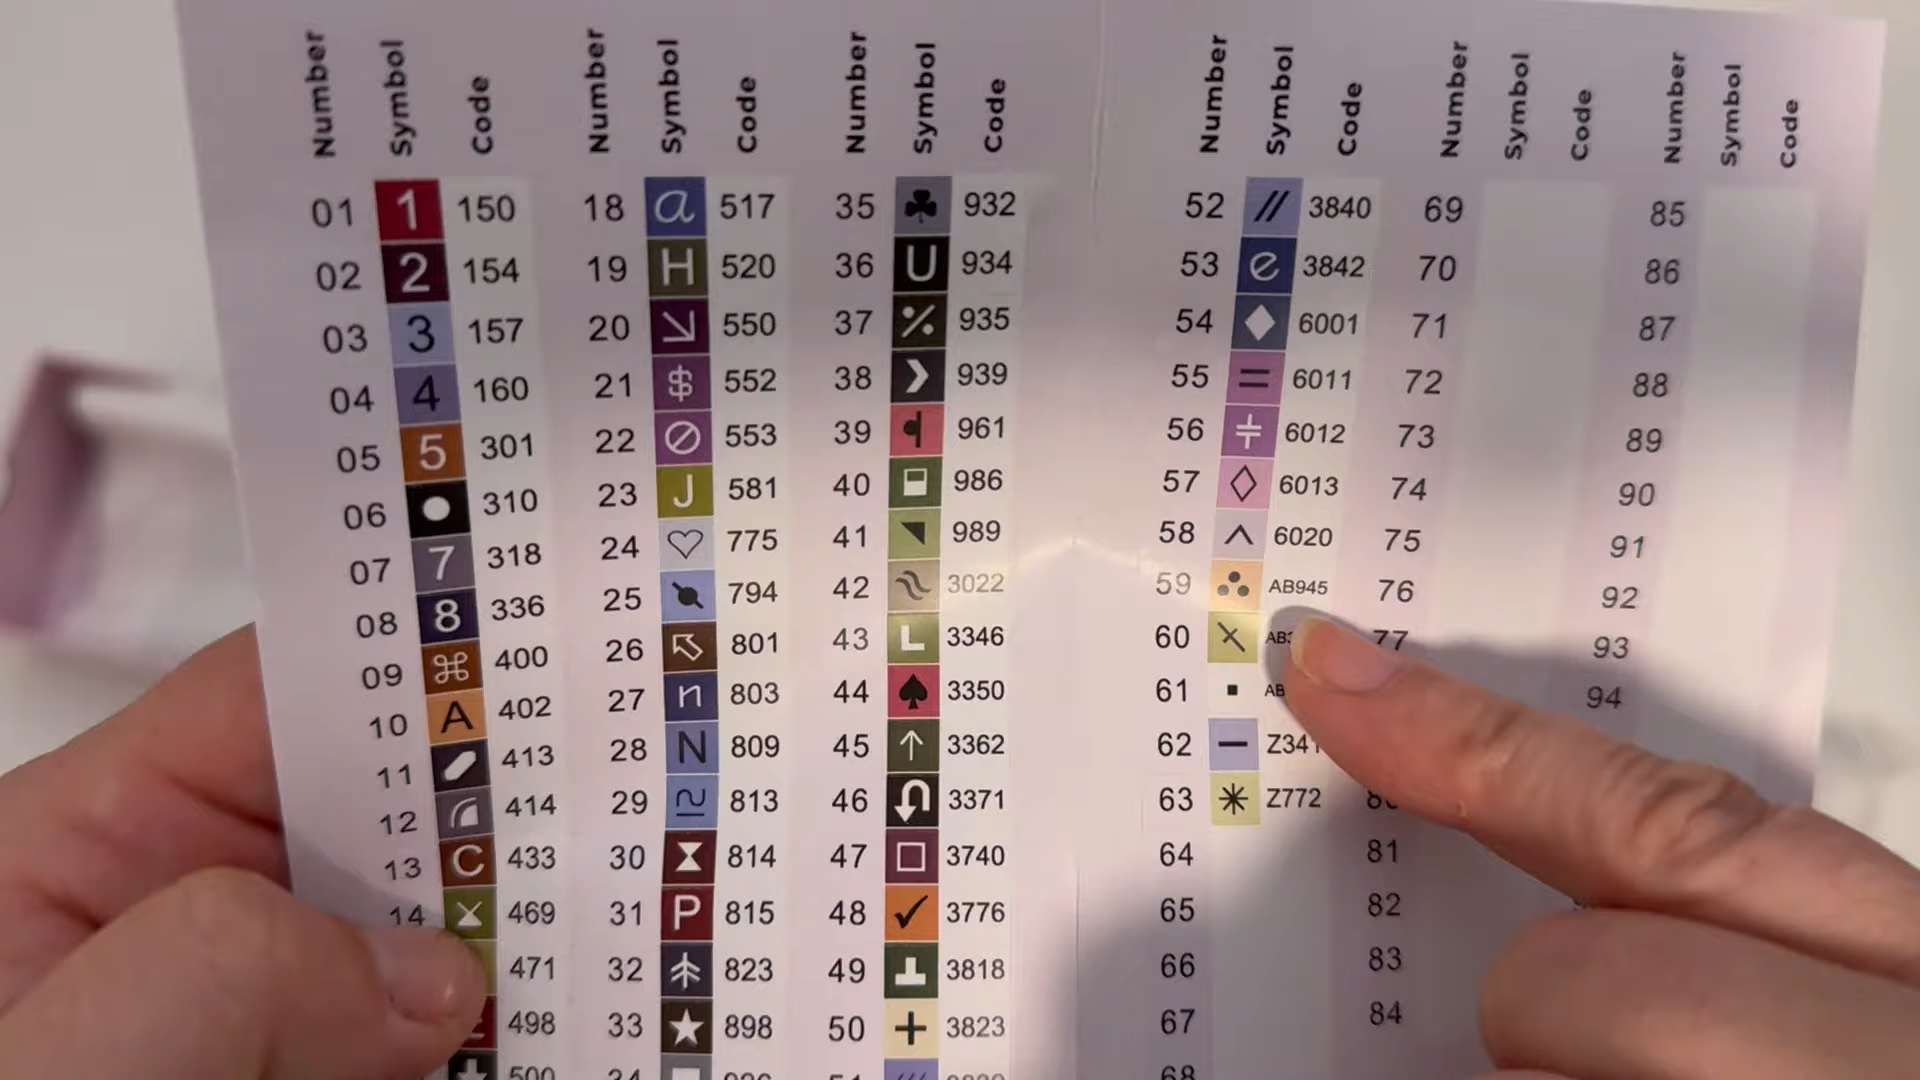 Number Symbol Code Number Symbol Code Number Symbol Code Number Symbol Code Number Symbol Code Number Symbol Code
01 1 150 18 a 517 35 932 52 // 3840 69 85
02 2 154 19 H 520 36 U 934 53 e 3842 70 86
03 3 157 20 550 37 % 935 54 6001 71 87
04 4 160 21 $ 552 38 939 55 = 6011 72 88
05 5 301 22 553 39 961 56 6012 73 89
06 310 23 J 581 40 986 57 6013 74 90
07 7 318 24 775 41 989 58 6020 75 91
08 8 336 25 794 42 3022 59 AB945 76 92
09 ⌘ 400 26 801 43 L 3346 60 77 93
10 A 402 27 n 803 44 3350 61 94
11 413 28 N 809 45 3362 62
12 414 29 813 46 3371 63 Z772
13 C 433 30 814 47 3740 64 81
14 469 31 P 815 48 3776 65 82
471 32 823 49 3818 66 83
498 33 898 50 + 3823 67 84